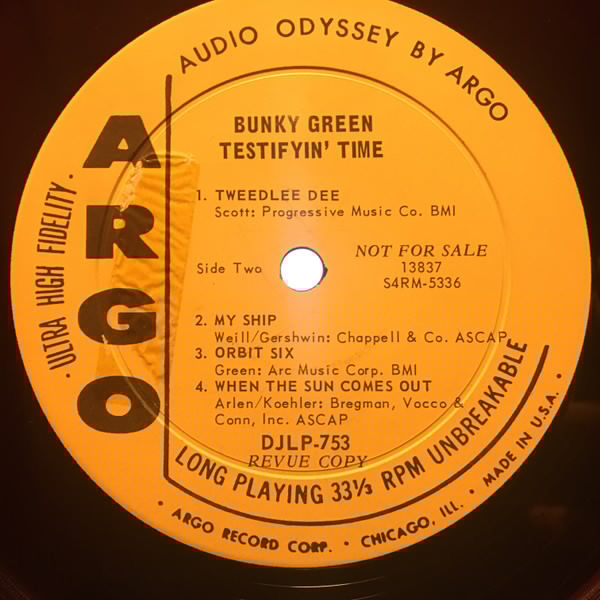 AUDIO ODYSSEY BY ARGO
ULTRA HIGH FIDELITY
ARGO
BUNKY GREEN
TESTIFYIN' TIME
1. TWEEDLEE DEE
Scott: Progressive Music Co. BMI
Side Two
NOT FOR SALE
13837
S4RM-5336
2. MY SHIP
Weill/Gershwin: Chappell & Co. ASCAP
3. ORBIT SIX
Green: Arc Music Corp. BMI
4. WHEN THE SUN COMES OUT
Arlen/Koehler: Bregman, Vocco &
Conn, Inc. ASCAP
DJLP-753
REVUE COPY
LONG PLAYING 33⅓ RPM UNBREAKABLE
· ARGO RECORD CORP. · CHICAGO, ILL. · MADE IN U.S.A. ·